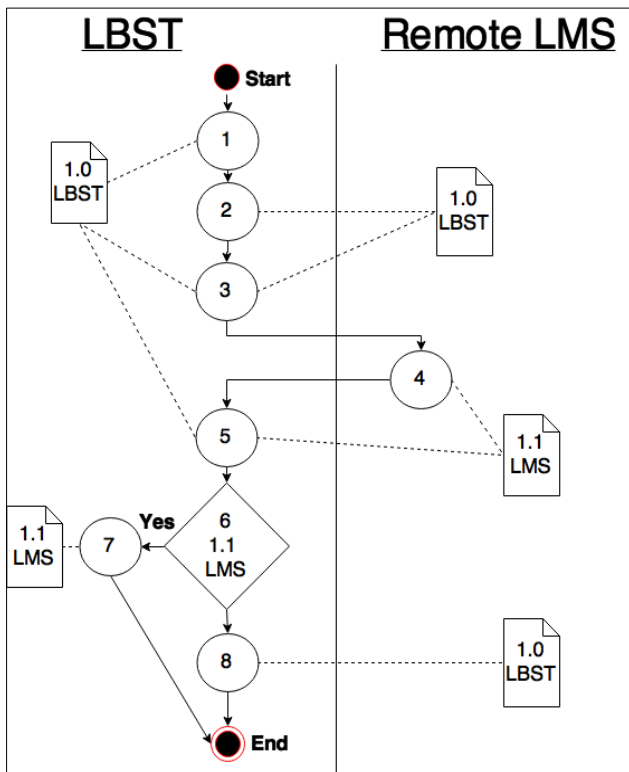 LBST
Remote LMS
Start
1
1.0
LBST
2
1.0
LBST
3
4
5
1.1
LMS
Yes
6
1.1
LMS
7
1.1
LMS
8
1.0
LBST
End